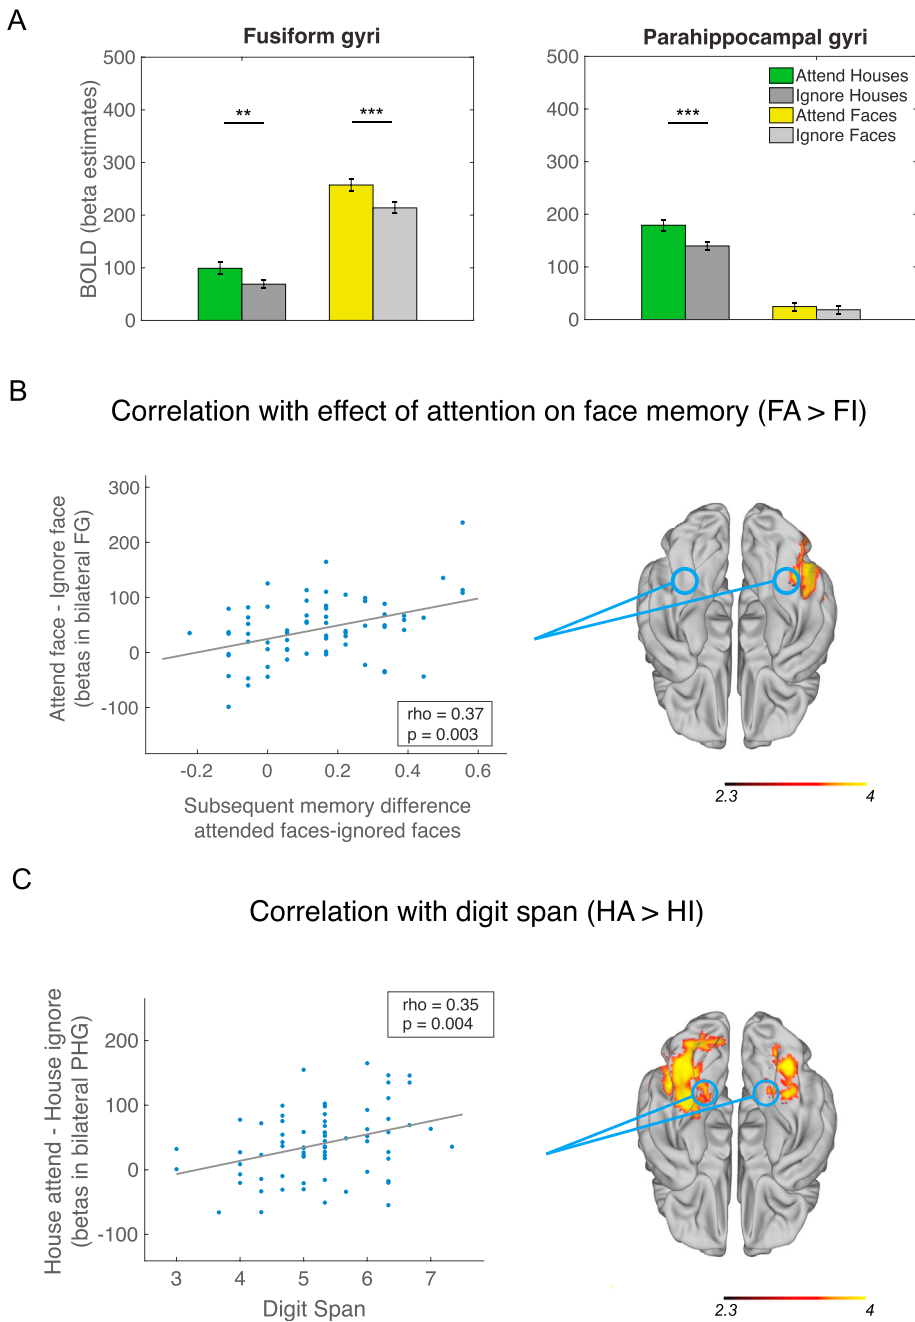 A
Fusiform gyri
Parahippocampal gyri
BOLD (beta estimates)
500
400
300
200
100
0
**
***
500
400
300
200
100
0
***
Attend Houses
Ignore Houses
Attend Faces
Ignore Faces
B
Correlation with effect of attention on face memory (FA > FI)
Attend face - Ignore face
(betas in bilateral FG)
300
200
100
0
-100
rho = 0.37
p = 0.003
-0.2 0 0.2 0.4 0.6
Subsequent memory difference
attended faces-ignored faces
2.3 4
C
Correlation with digit span (HA > HI)
House attend - House ignore
(betas in bilateral PHG)
200
100
0
-100
rho = 0.35
p = 0.004
3 4 5 6 7
Digit Span
2.3 4